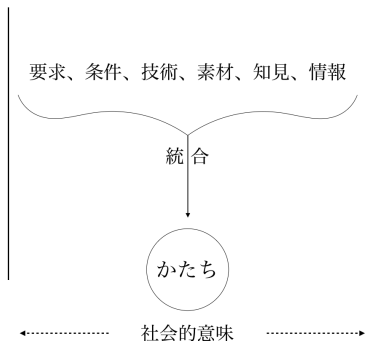 要求、条件、技術、素材、知見、情報
統合
かたち
社会的意味